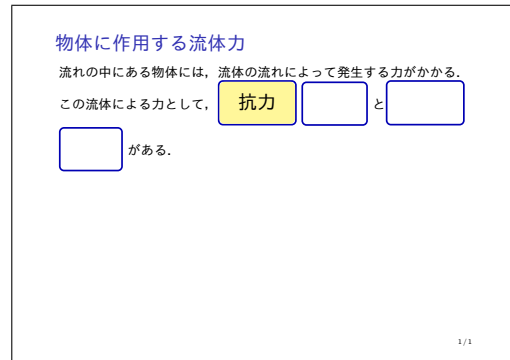 物体に作用する流体力
流れの中にある物体には，流体の流れによって発生する力がかかる．
この流体による力として， 抗力 と
がある．
1 / 1